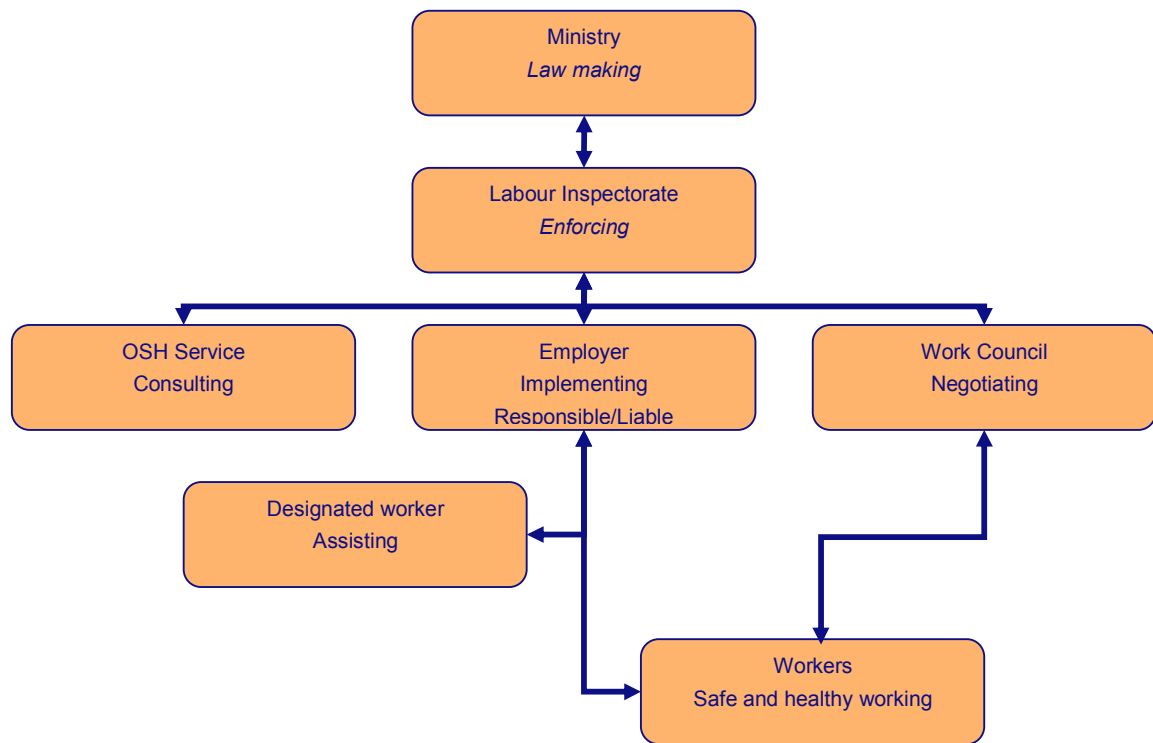 Ministry
Law making
Labour Inspectorate
Enforcing
OSH Service
Consulting
Employer
Implementing
Responsible/Liable
Work Council
Negotiating
Designated worker
Assisting
Workers
Safe and healthy working